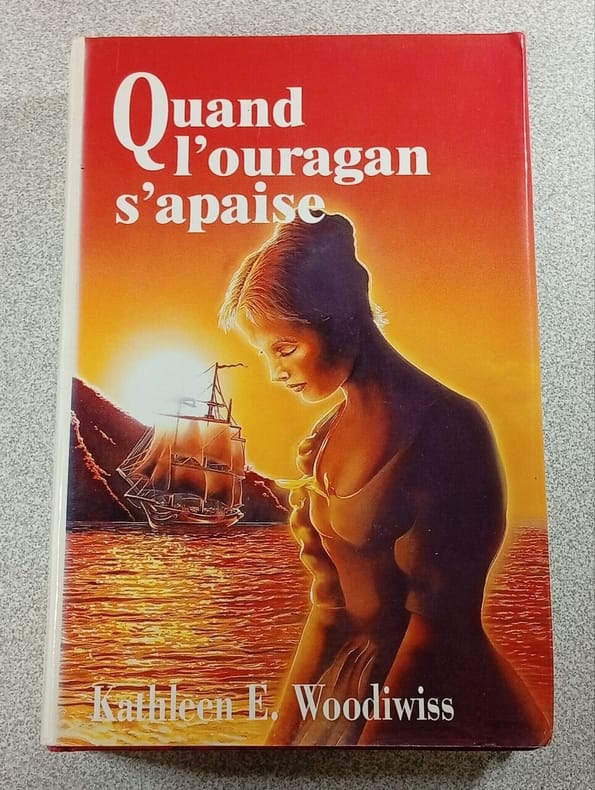 Quand
l'ouragan
s'apaise
Kathleen E. Woodiwiss